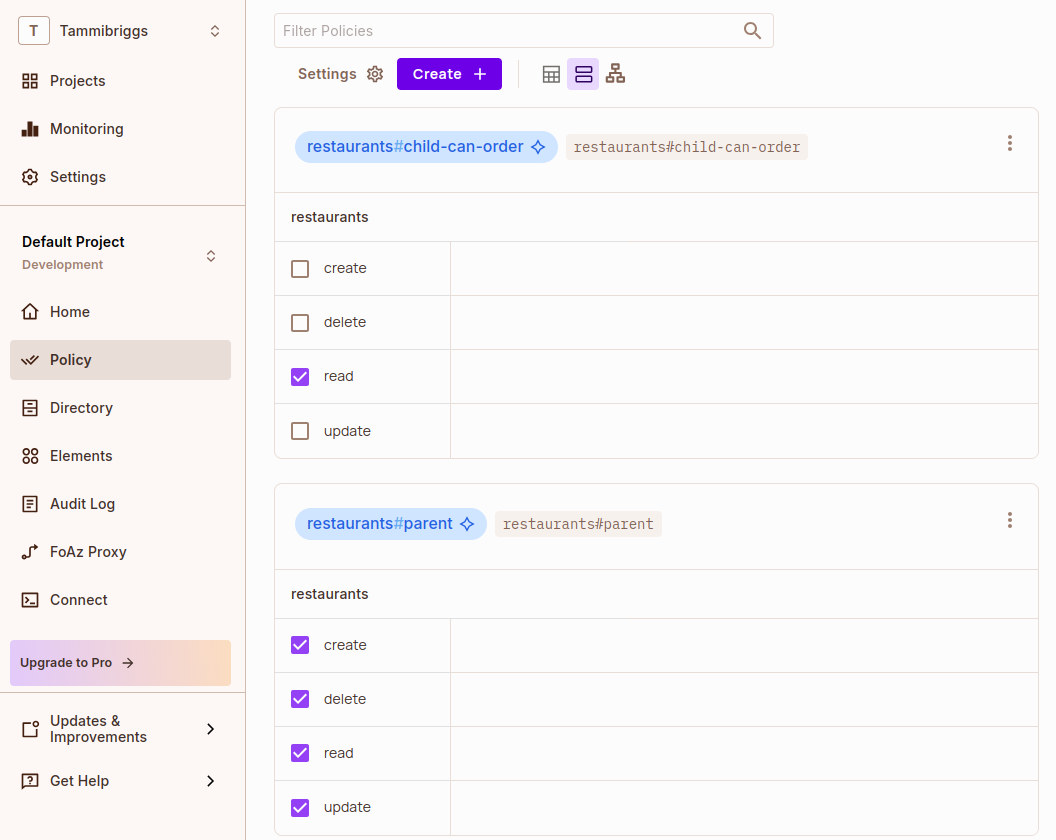 T Tammibriggs
Projects
Monitoring
Settings
Default Project
Development
Home
Policy
Directory
Elements
Audit Log
FoAz Proxy
Connect
Upgrade to Pro
Updates &
Improvements
Get Help
Filter Policies
Settings Create
restaurants#child-can-order restaurants#child-can-order
restaurants
create
delete
read
update
restaurants#parent restaurants#parent
restaurants
create
delete
read
update